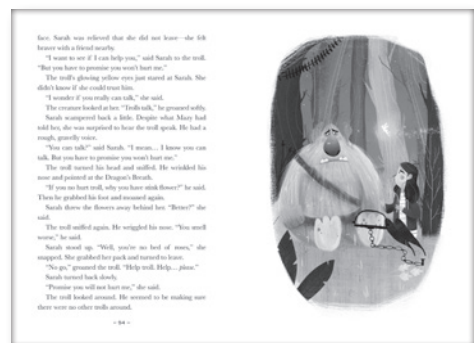 face. Sarah was relieved that she did not leave—she felt
braver with a friend nearby.
“I want to see if I can help you,” said Sarah to the troll.
“But you have to promise you won’t hurt me.”
The troll’s glowing yellow eyes just stared at Sarah. She
didn’t know if she could trust him.
“I wonder if you really can talk,” she said.
The creature looked at her. “Trolls talk,” he groaned softly.
Sarah scampered back a little. Despite what Mary had
told her, she was surprised to hear the troll speak. He had a
rough, gravelly voice.
“You can talk?” said Sarah. “I mean… I know you can
talk. But you have to promise you won’t hurt me.”
The troll turned his head and sniffed. He wrinkled his
nose and pointed at the Dragon’s Breath.
“If you no hurt troll, why you have stink flower?” he said.
Then he grabbed his foot and moaned again.
Sarah threw the flowers away behind her. “Better?” she
said.
The troll sniffed again. He wriggled his nose. “You smell
worse,” he said.
Sarah stood up. “Well, you’re no bed of roses,” she
snapped. She grabbed her pack and turned to leave.
“No go,” groaned the troll. “Help troll. Help… please.”
Sarah turned back slowly.
“Promise you will not hurt me,” she said.
The troll looked around. He seemed to be making sure
there were no other trolls around.
~ 94 ~